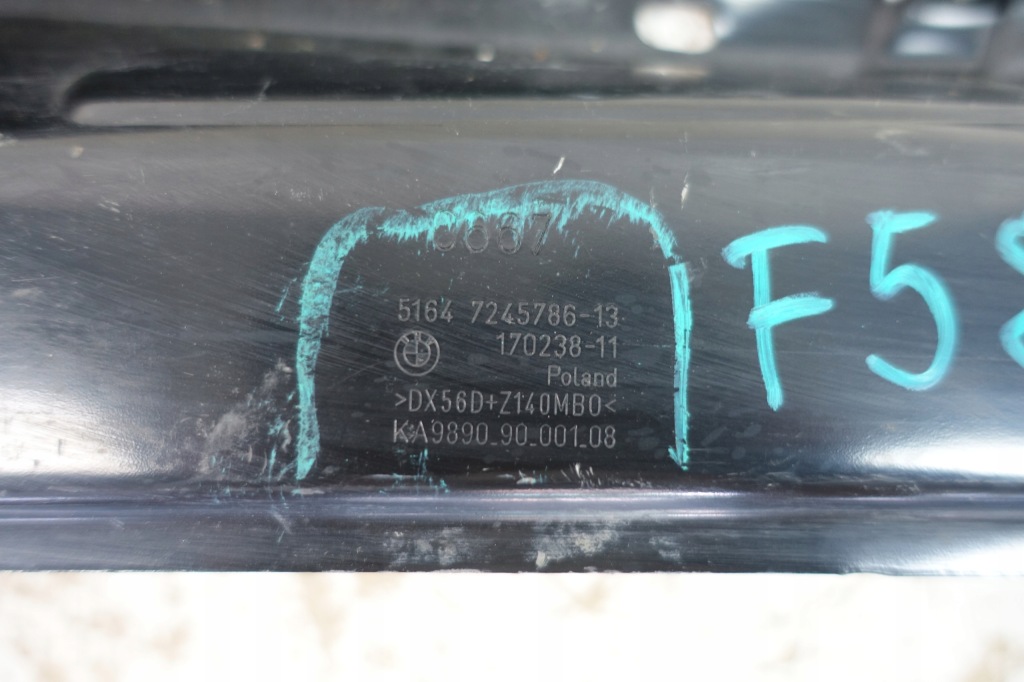 5164 7245786-13
170238-11
Poland
>DX56D+Z140MBO<
KA9890_90_001_08
F5